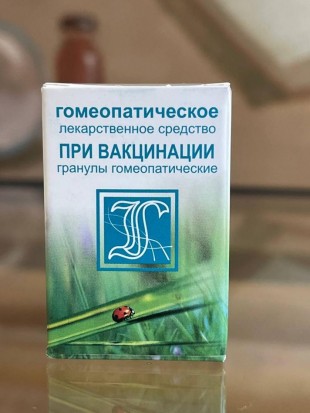 гомеопатическое
лекарственное средство
ПРИ ВАКЦИНАЦИИ
гранулы гомеопатические